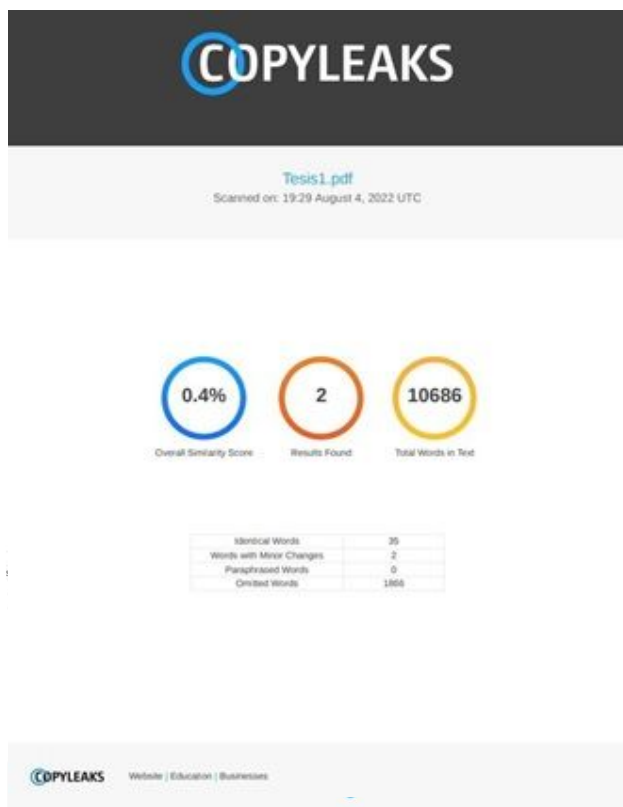 COPYLEAKS
Tesis1.pdf
Scanned on: 19:29 August 4, 2022 UTC
0.4% 2 10686
Overall Similarity Score Results Found Total Words in Text
Identical Words 35
Words with Minor Changes 2
Paraphrased Words 0
Omitted Words 1866
COPYLEAKS Website | Education | Businesses